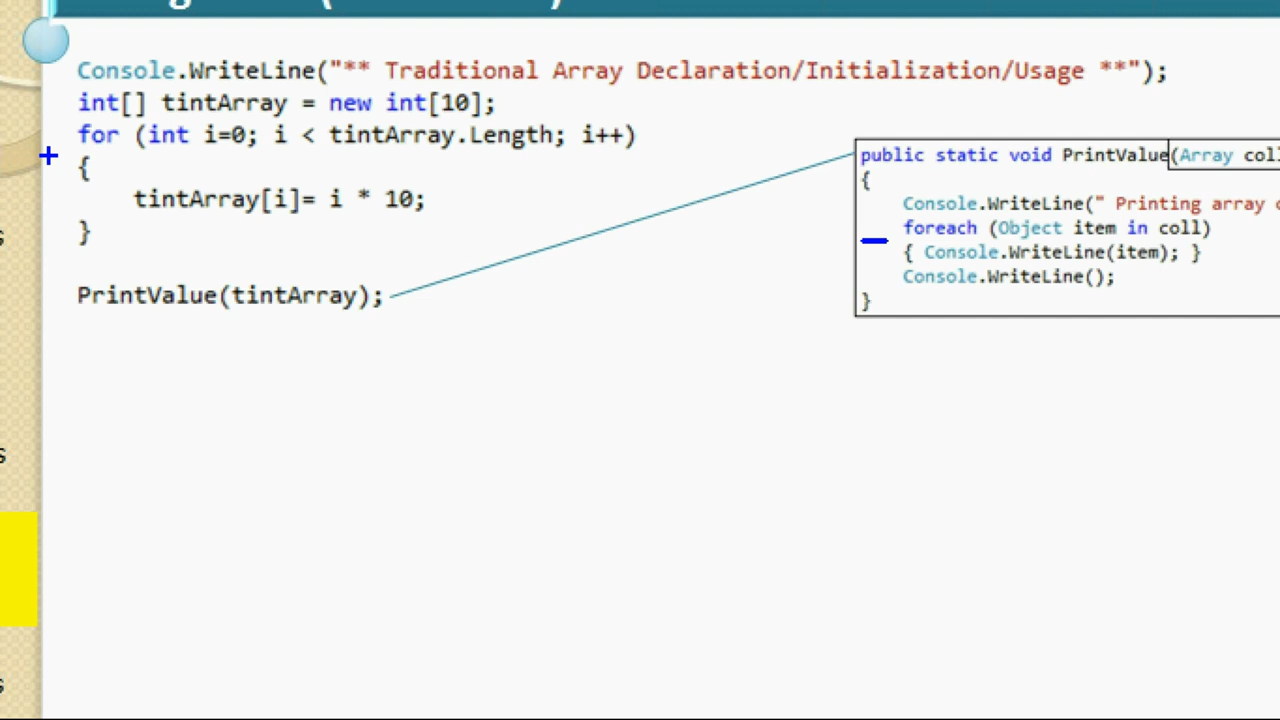 Console.WriteLine("** Traditional Array Declaration/Initialization/Usage **");
int[] tintArray = new int[10];
for (int i=0; i < tintArray.Length; i++)
{
tintArray[i]= i * 10;
}
PrintValue(tintArray);
public static void PrintValue(Array coll
{
Console.WriteLine(" Printing array
foreach (Object item in coll)
{ Console.WriteLine(item); }
Console.WriteLine();
}